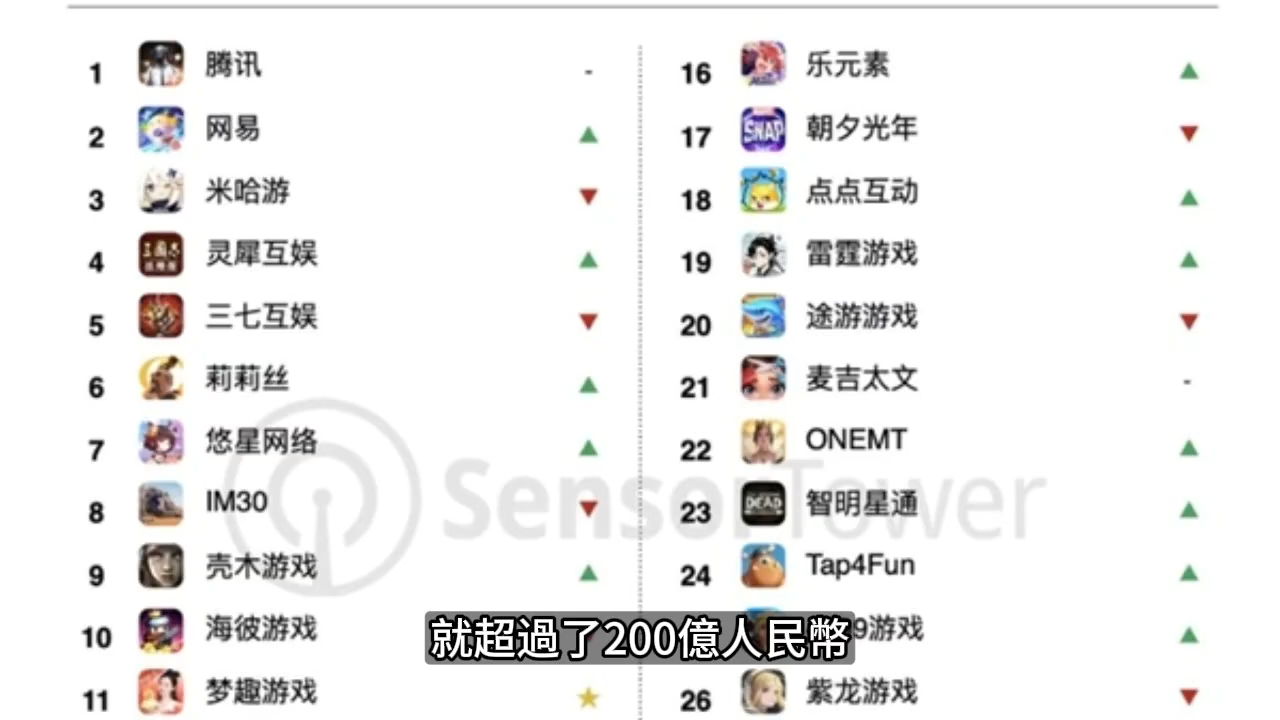 1 腾讯 -
2 网易
3 米哈游
4 灵犀互娱
5 三七互娱
6 莉莉丝
7 悠星网络
8 IM30
9 壳木游戏
10 海彼游戏
11 梦趣游戏
16 乐元素
17 SNAP 朝夕光年
18 点点互动
19 雷霆游戏
20 途游游戏
21 麦吉太文 -
22 ONEMT
23 DEAD 智明星通
24 Tap4Fun
9游戏
26 紫龙游戏
SensorTower
就超過了200億人民幣